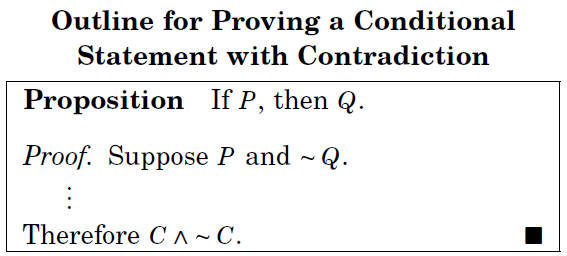 Outline for Proving a Conditional
Statement with Contradiction
Proposition If P, then Q.
Proof. Suppose P and ∼Q.
⋮
Therefore C ∧ ∼C. ■